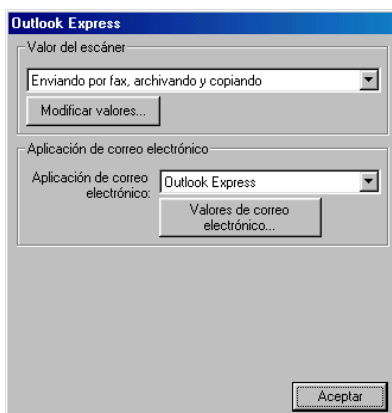 Outlook Express
Valor del escáner
Enviando por fax, archivando y copiando
Modificar valores...
Aplicación de correo electrónico
Aplicación de correo
electrónico:
Outlook Express
Valores de correo
electrónico...
Aceptar